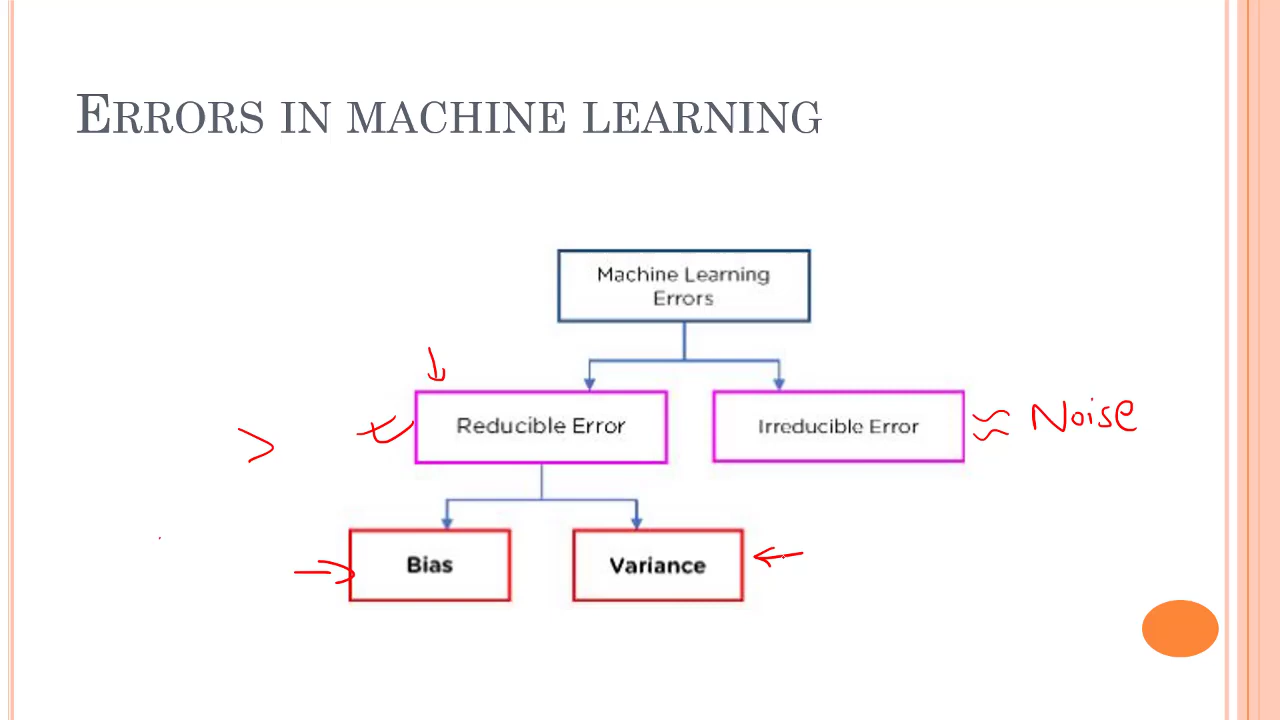 ERRORS IN MACHINE LEARNING
Machine Learning
Errors
Reducible Error
Irreducible Error
Noise
Bias
Variance